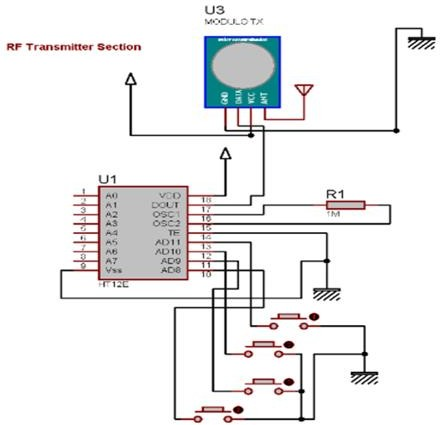 U3
MODULO TX
RF Transmitter Section
GND
DATA
VCC
ANT
U1
R1
1M
1 A0 VCD 18
2 A1 DOUT 17
3 A2 OSC1 16
4 A3 OSC2 15
5 A4 TE 14
6 A5 AD11 13
7 A6 AD10 12
8 A7 AD9 11
9 Vss AD8 10
HT12E